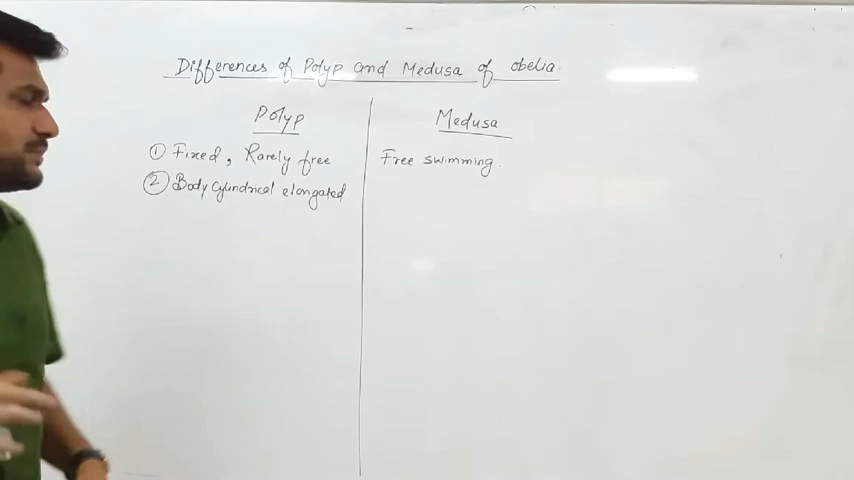 Differences of Polyp and Medusa of obelia
Polyp
Medusa
① Fixed, Rarely free
Free swimming.
② Body cylindrical elongated